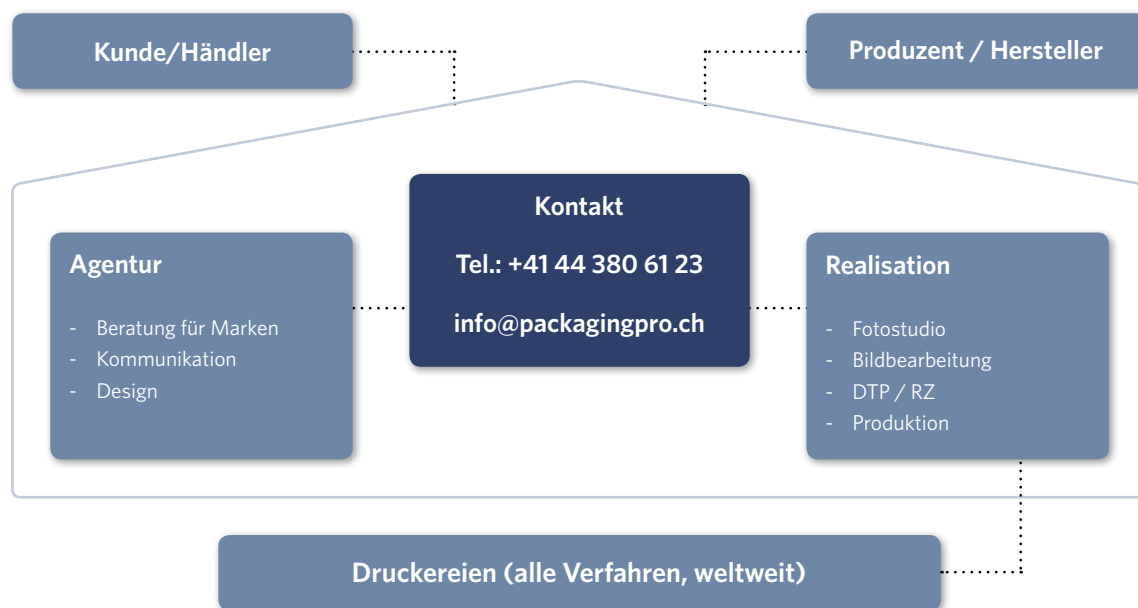 Kunde/Händler
Produzent / Hersteller
Kontakt
Tel.: +41 44 380 61 23
info@packagingpro.ch
Agentur
- Beratung für Marken
- Kommunikation
- Design
Realisation
- Fotostudio
- Bildbearbeitung
- DTP / RZ
- Produktion
Druckereien (alle Verfahren, weltweit)